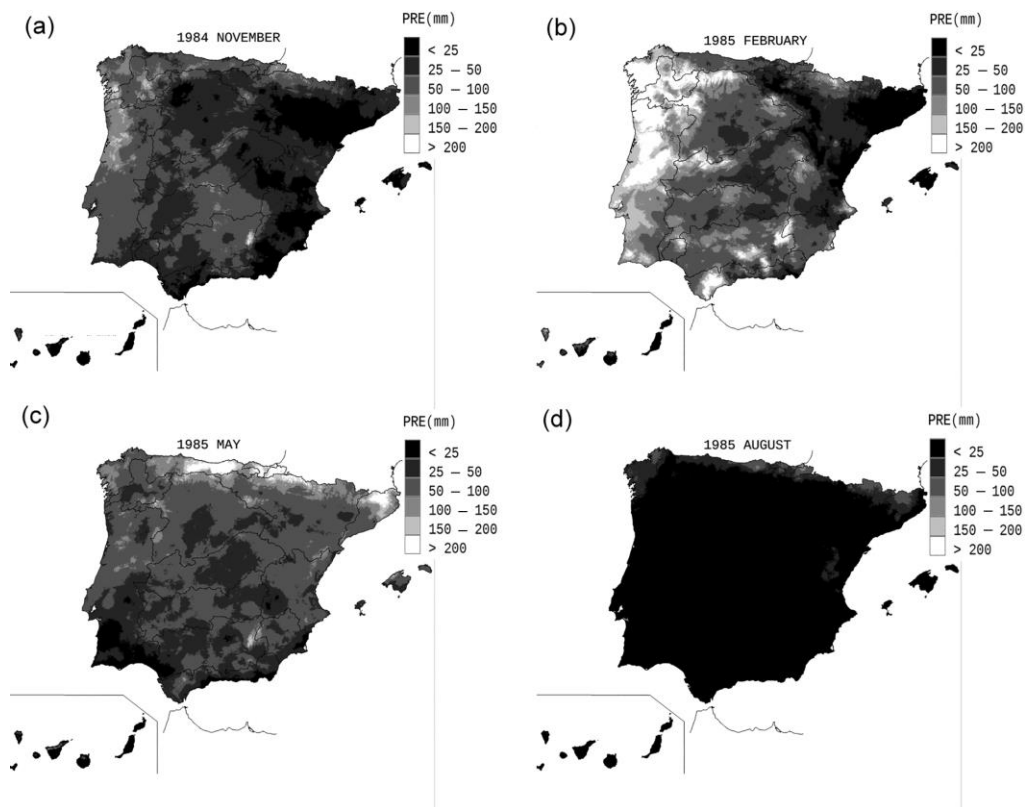 (a)
1984 NOVEMBER
PRE(mm)
< 25
25 – 50
50 – 100
100 – 150
150 – 200
> 200
(b)
1985 FEBRUARY
PRE(mm)
< 25
25 – 50
50 – 100
100 – 150
150 – 200
> 200
(c)
1985 MAY
PRE(mm)
< 25
25 – 50
50 – 100
100 – 150
150 – 200
> 200
(d)
1985 AUGUST
PRE(mm)
< 25
25 – 50
50 – 100
100 – 150
150 – 200
> 200